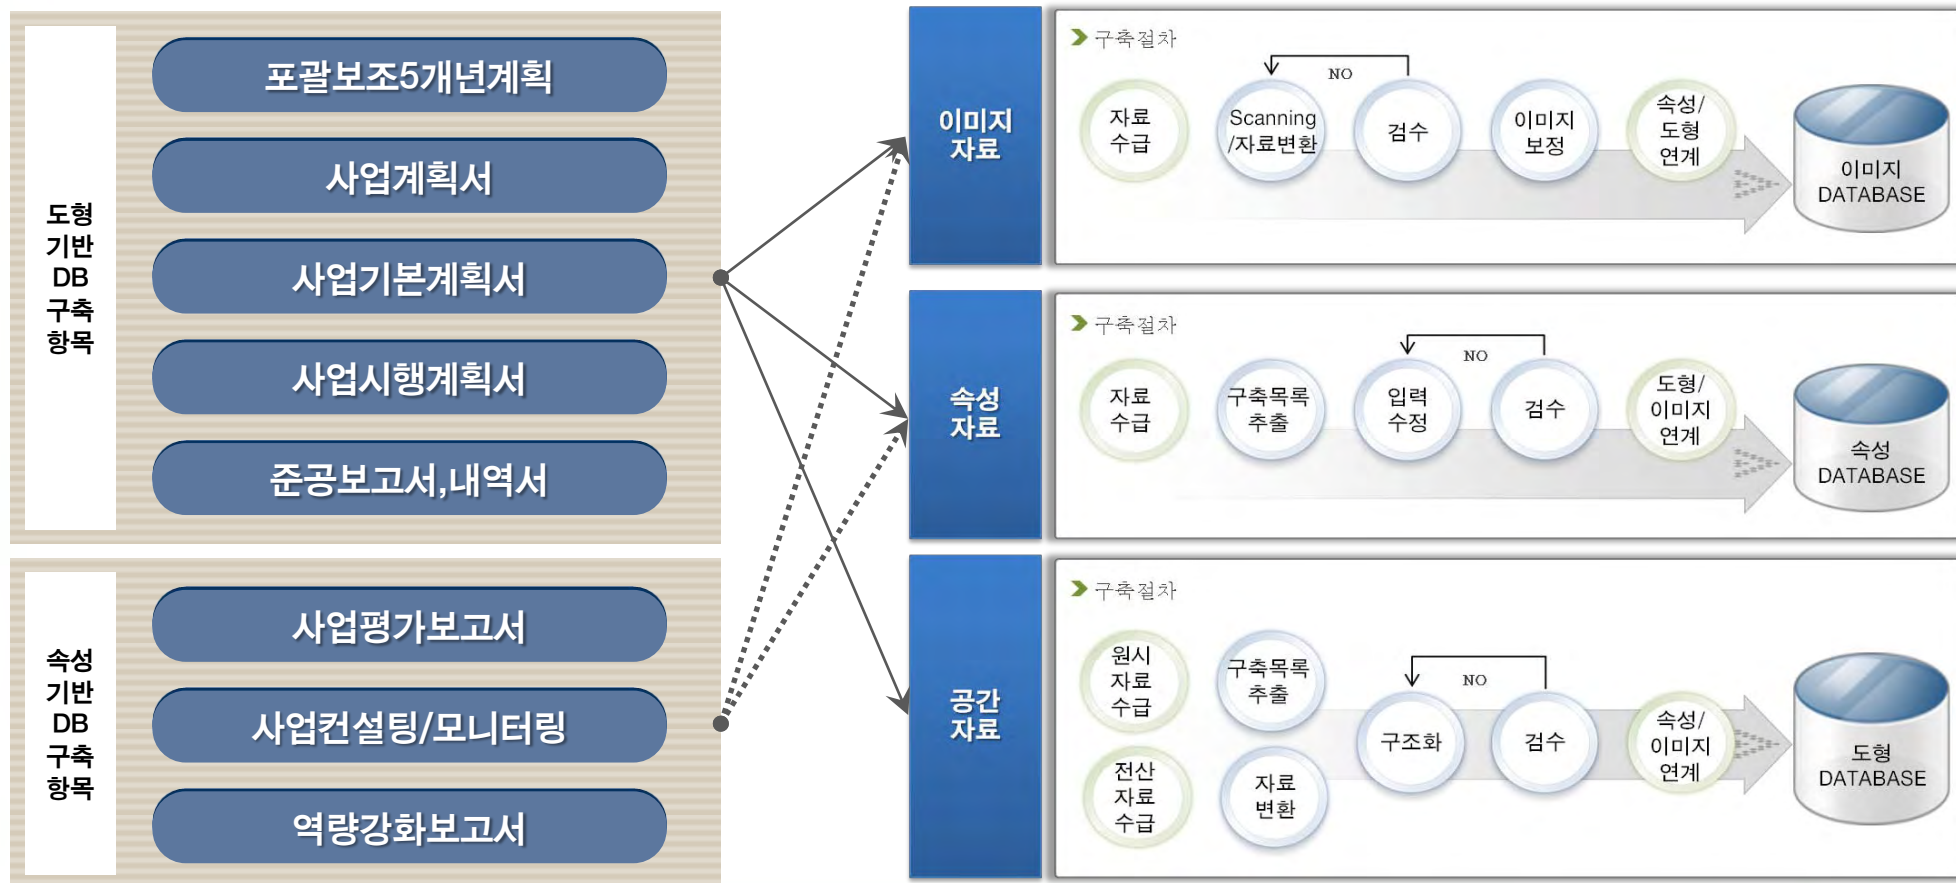 도형
기반
DB
구축
항목
포괄보조5개년계획
사업계획서
사업기본계획서
사업시행계획서
준공보고서,내역서
속성
기반
DB
구축
항목
사업평가보고서
사업컨설팅/모니터링
역량강화보고서
이미지
자료
구축절차
NO
자료
수급
Scanning
/자료변환
검수
이미지
보정
속성/
도형
연계
이미지
DATABASE
속성
자료
구축절차
NO
자료
수급
구축목록
추출
입력
수정
검수
도형/
이미지
연계
속성
DATABASE
공간
자료
구축절차
원시
자료
수급
구축목록
추출
NO
전산
자료
수급
자료
변환
구조화
검수
속성/
이미지
연계
도형
DATABASE